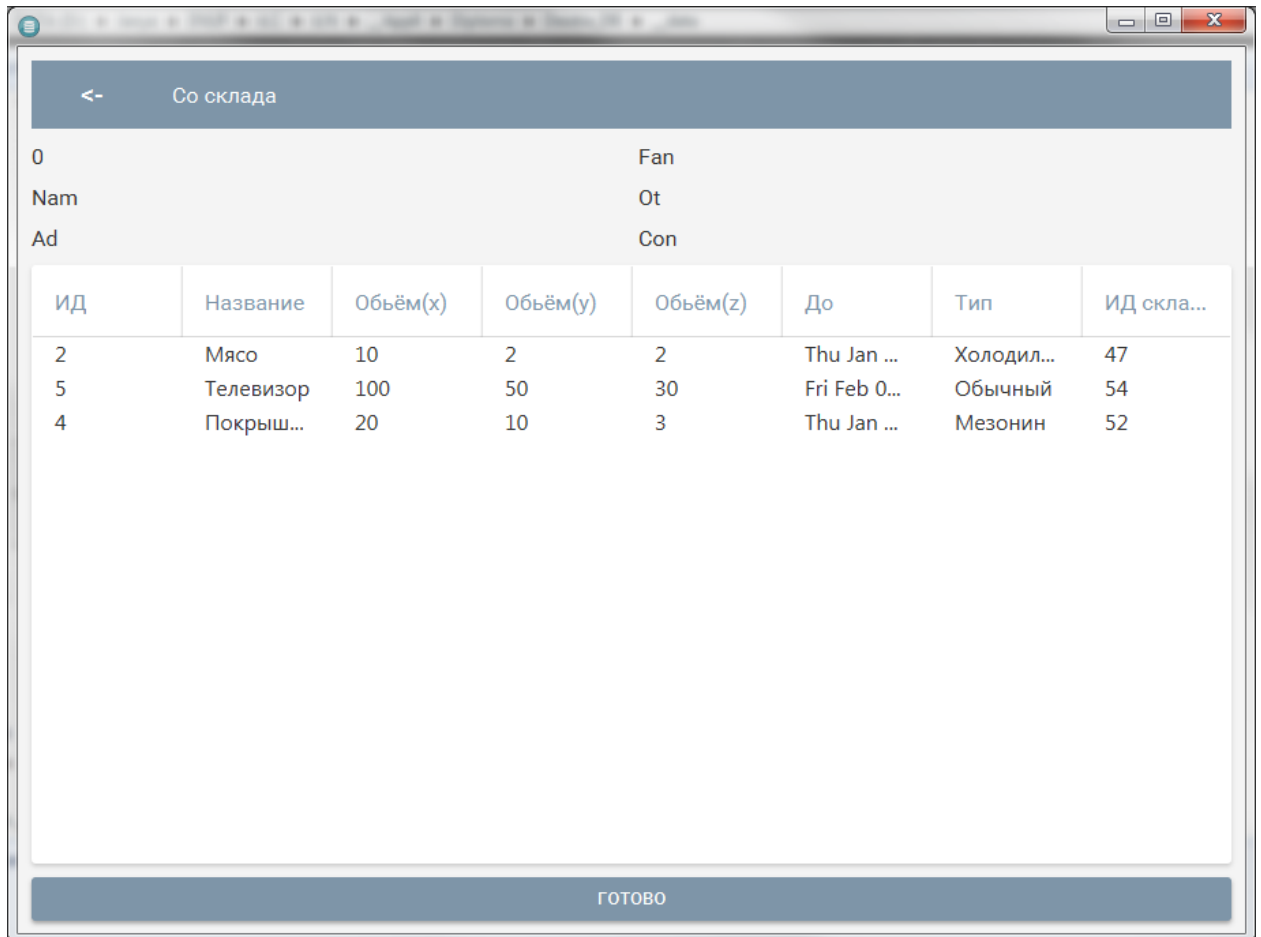 <- Со склада
0 Fan
Nam Ot
Ad Con
ИД Название Обьём(x) Обьём(y) Обьём(z) До Тип ИД скла...
2 Мясо 10 2 2 Thu Jan ... Холодил... 47
5 Телевизор 100 50 30 Fri Feb 0... Обычный 54
4 Покрыш... 20 10 3 Thu Jan ... Мезонин 52
ГОТОВО